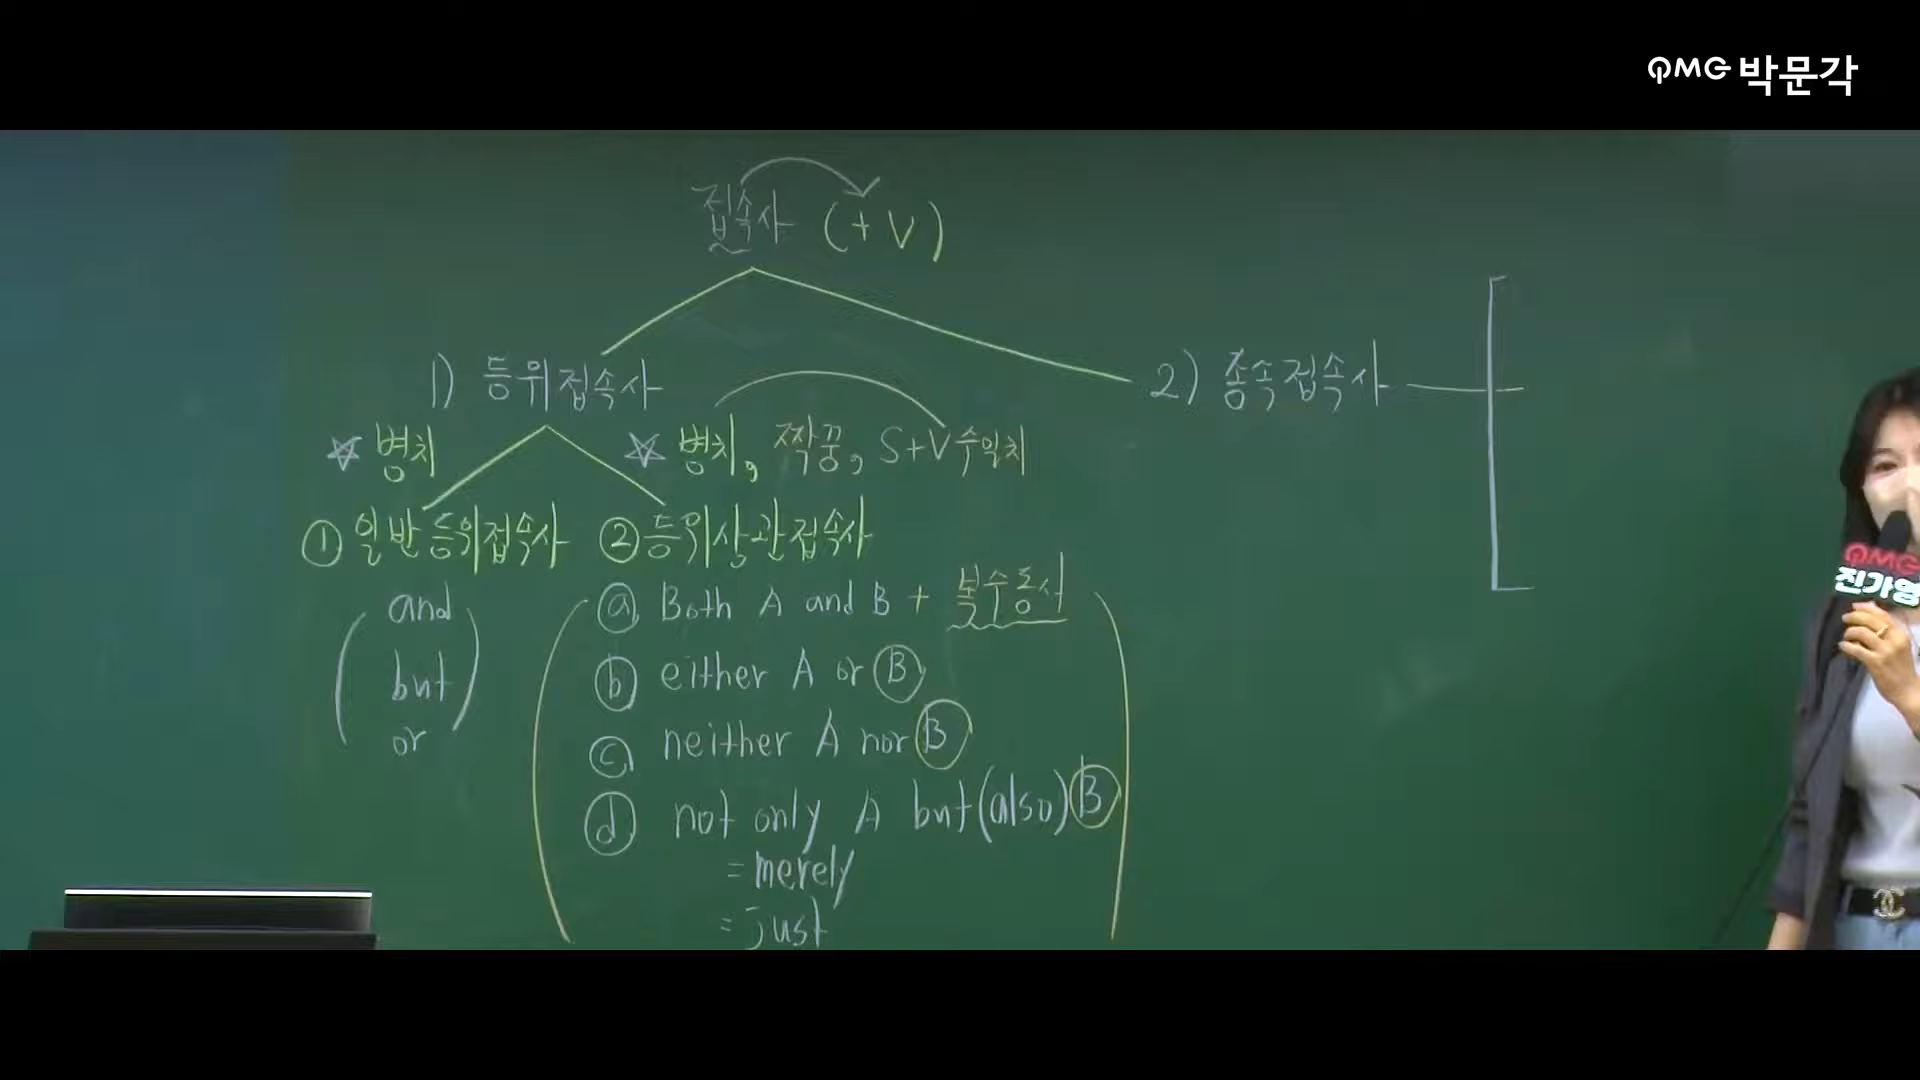 PMG 박문각
접속사 (+ V)
1) 등위접속사
2) 종속접속사
☆ 병치
☆ 병치, 짝꿍, S+V 수일치
① 일반등위접속사
② 등위상관접속사
and
but
or
ⓐ Both A and B + 복수동사
ⓑ either A or B
ⓒ neither A nor B
ⓓ not only A but (also) B
= merely
= just
PMG
진가영